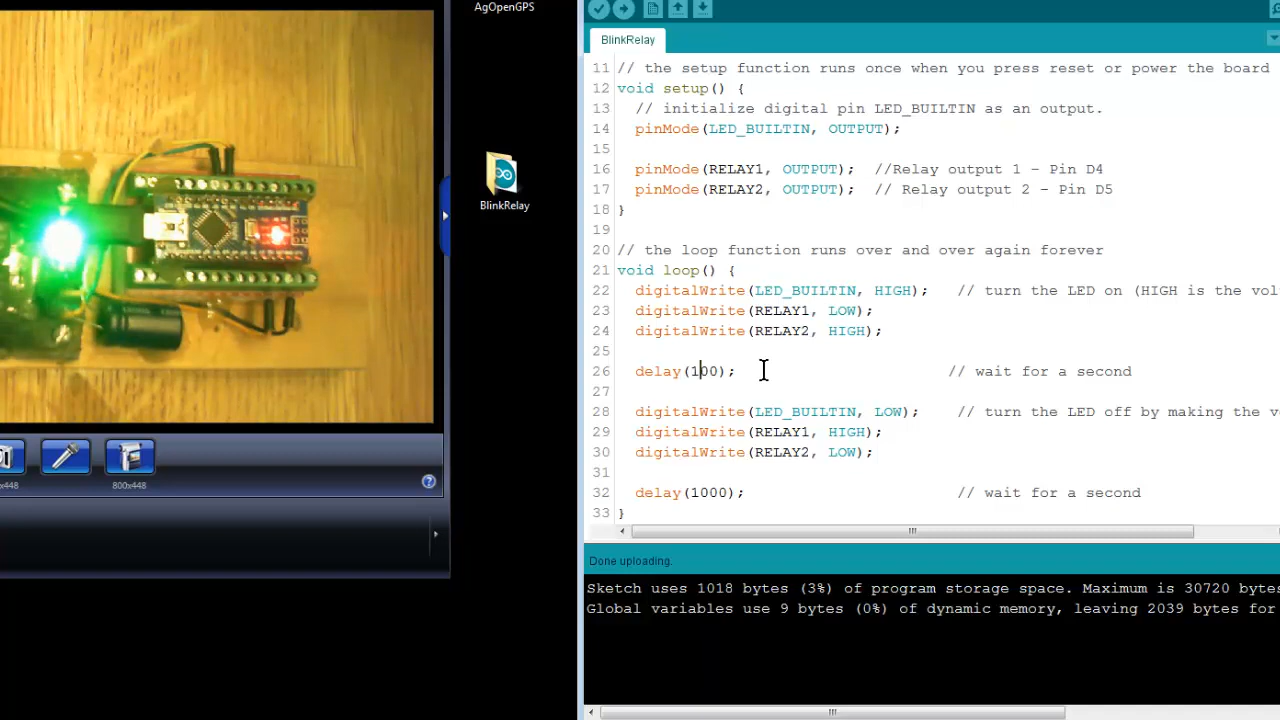 AgOpenGPS
BlinkRelay
800x448
BlinkRelay
11 // the setup function runs once when you press reset or power the board
12 void setup() {
13 // initialize digital pin LED_BUILTIN as an output.
14 pinMode(LED_BUILTIN, OUTPUT);
15
16 pinMode(RELAY1, OUTPUT); //Relay output 1 - Pin D4
17 pinMode(RELAY2, OUTPUT); // Relay output 2 - Pin D5
18 }
19
20 // the loop function runs over and over again forever
21 void loop() {
22 digitalWrite(LED_BUILTIN, HIGH); // turn the LED on (HIGH is the vol
23 digitalWrite(RELAY1, LOW);
24 digitalWrite(RELAY2, HIGH);
25
26 delay(100); // wait for a second
27
28 digitalWrite(LED_BUILTIN, LOW); // turn the LED off by making the v
29 digitalWrite(RELAY1, HIGH);
30 digitalWrite(RELAY2, LOW);
31
32 delay(1000); // wait for a second
33 }
Done uploading.
Sketch uses 1018 bytes (3%) of program storage space. Maximum is 30720 bytes
Global variables use 9 bytes (0%) of dynamic memory, leaving 2039 bytes for